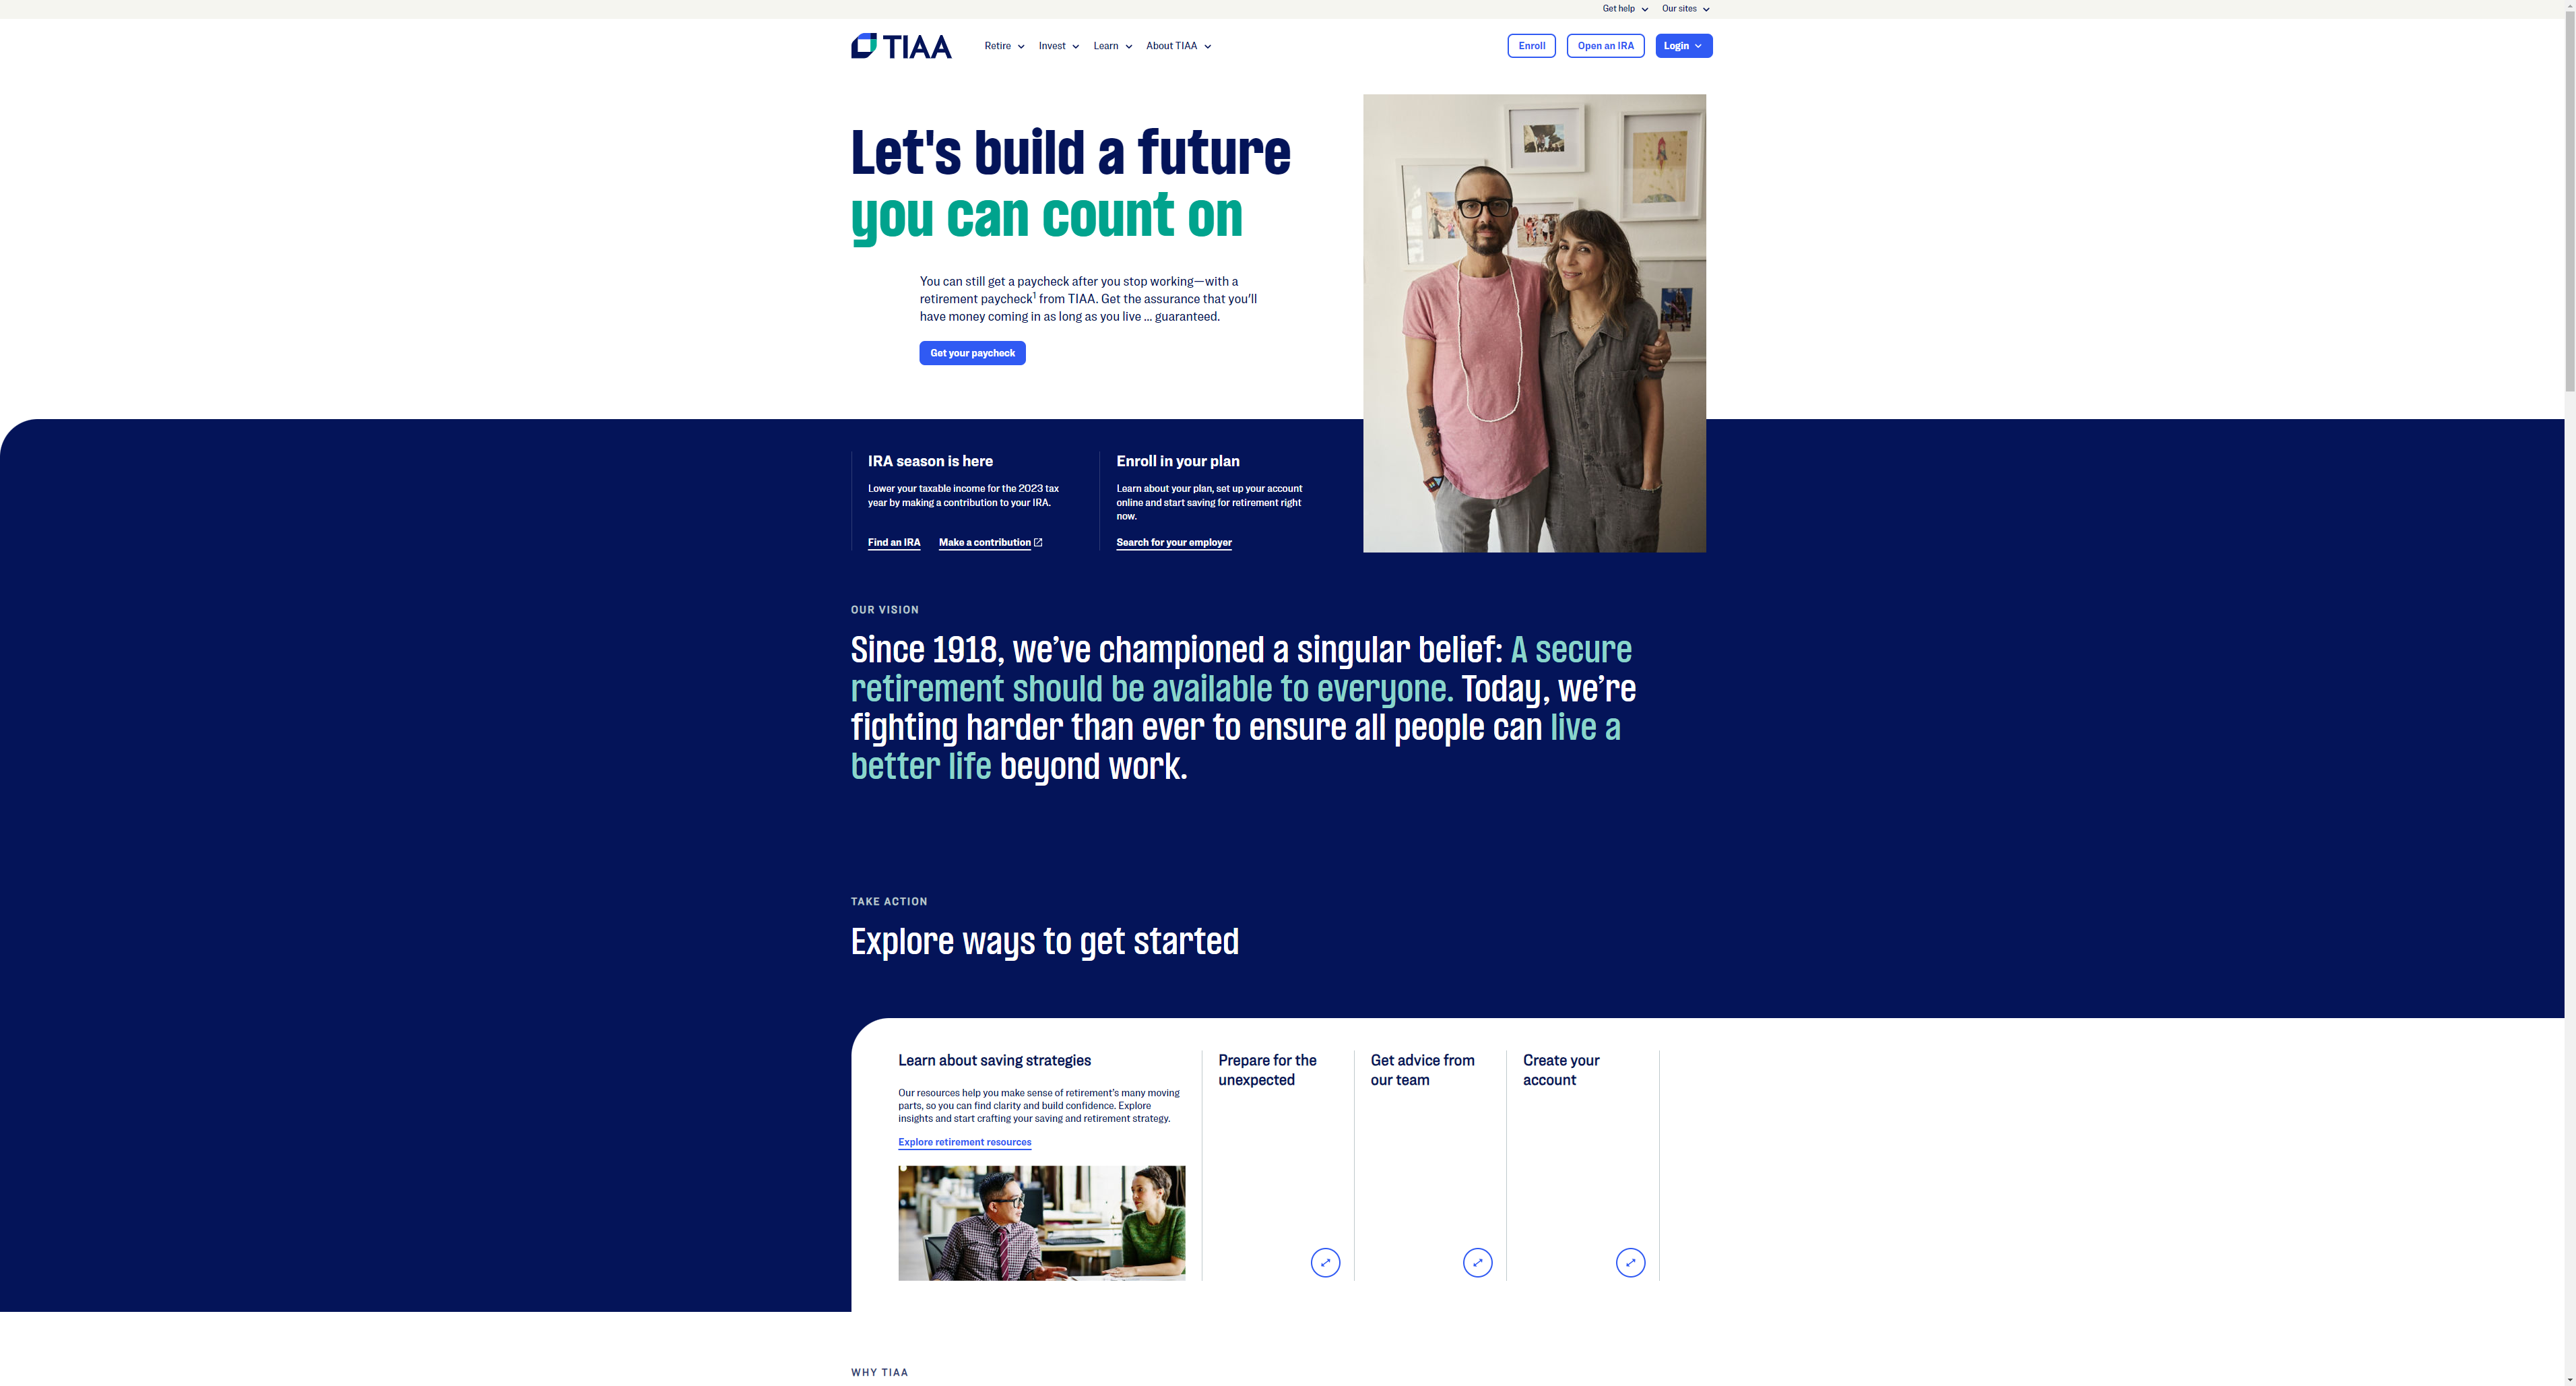 Get help
Our sites
TIAA
Retire
Invest
Learn
About TIAA
Enroll
Open an IRA
Login
Let's build a future
you can count on
You can still get a paycheck after you stop working—with a
retirement paycheck1 from TIAA. Get the assurance that you'll
have money coming in as long as you live ... guaranteed.
Get your paycheck
IRA season is here
Lower your taxable income for the 2023 tax
year by making a contribution to your IRA.
Find an IRA
Make a contribution
Enroll in your plan
Learn about your plan, set up your account
online and start saving for retirement right
now.
Search for your employer
OUR VISION
Since 1918, we've championed a singular belief: A secure
retirement should be available to everyone. Today, we're
fighting harder than ever to ensure all people can live a
better life beyond work.
TAKE ACTION
Explore ways to get started
Learn about saving strategies
Our resources help you make sense of retirement's many moving
parts, so you can find clarity and build confidence. Explore
insights and start crafting your saving and retirement strategy.
Explore retirement resources
Prepare for the
unexpected
Get advice from
our team
Create your
account
WHY TIAA